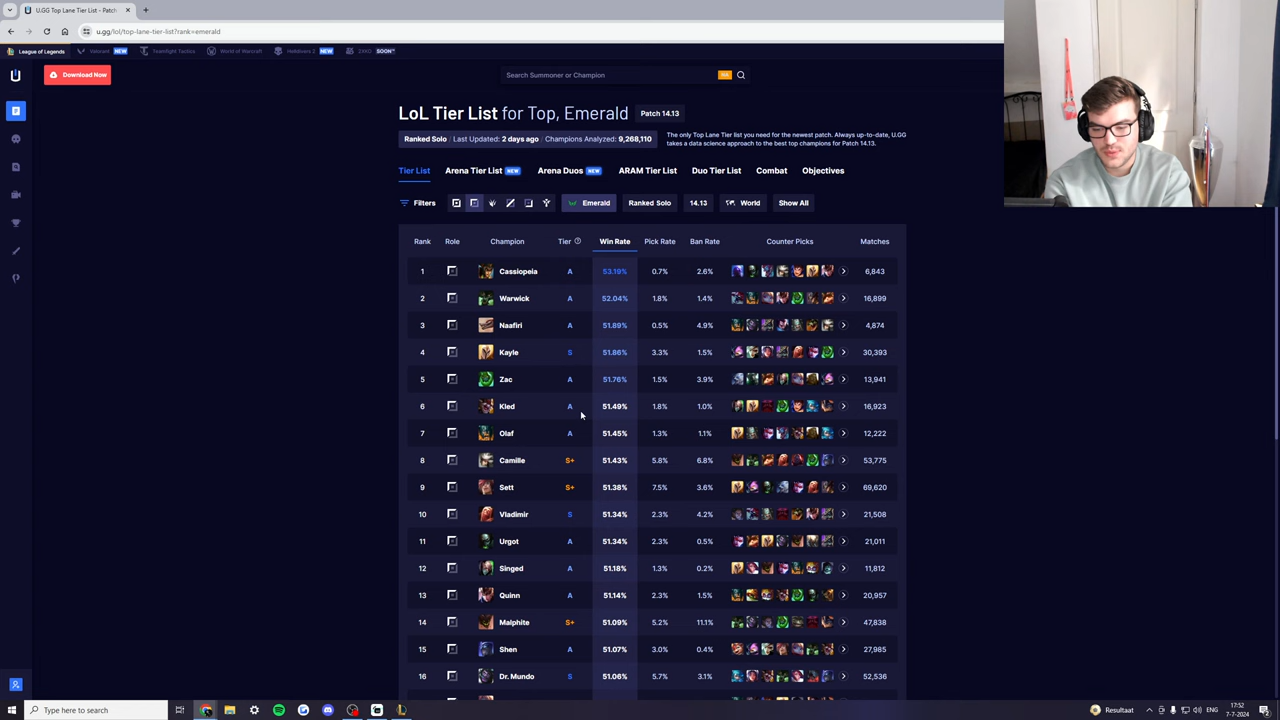 U.GG Top Lane Tier List - Patch
u.gg/lol/top-lane-tier-list?rank=emerald
League of Legends
Valorant NEW
Teamfight Tactics
World of Warcraft
Helldivers 2 NEW
2XKO SOON™
Download Now
Search Summoner or Champion
LoL Tier List for Top, Emerald
Patch 14.13
Ranked Solo Last Updated: 2 days ago Champions Analyzed: 9,268,110
The only Top Lane Tier list you need for the newest patch. Always up-to-date, U.GG
takes a data science approach to the best top champions for Patch 14.13.
Tier List Arena Tier List NEW Arena Duos NEW ARAM Tier List Duo Tier List Combat Objectives
Filters Emerald Ranked Solo 14.13 World Show All
Rank Role Champion Tier Win Rate Pick Rate Ban Rate Counter Picks Matches
1 Cassiopeia A 53.19% 0.7% 2.6% 6,843
2 Warwick A 52.04% 1.8% 1.4% 16,899
3 Naafiri A 51.89% 0.5% 4.9% 4,874
4 Kayle S 51.86% 3.3% 1.5% 30,393
5 Zac A 51.76% 1.5% 3.9% 13,941
6 Kled A 51.49% 1.8% 1.0% 16,923
7 Olaf A 51.45% 1.3% 1.1% 12,222
8 Camille S+ 51.43% 5.8% 6.8% 53,775
9 Sett S+ 51.38% 7.5% 3.6% 69,620
10 Vladimir S 51.34% 2.3% 4.2% 21,508
11 Urgot A 51.34% 2.3% 0.5% 21,011
12 Singed A 51.18% 1.3% 0.2% 11,812
13 Quinn A 51.14% 2.3% 1.5% 20,957
14 Malphite S+ 51.09% 5.2% 11.1% 47,838
15 Shen A 51.07% 3.0% 0.4% 27,985
16 Dr. Mundo S 51.06% 5.7% 3.1% 52,536
Type here to search
Resultaat
ENG
17:52
7-7-2024